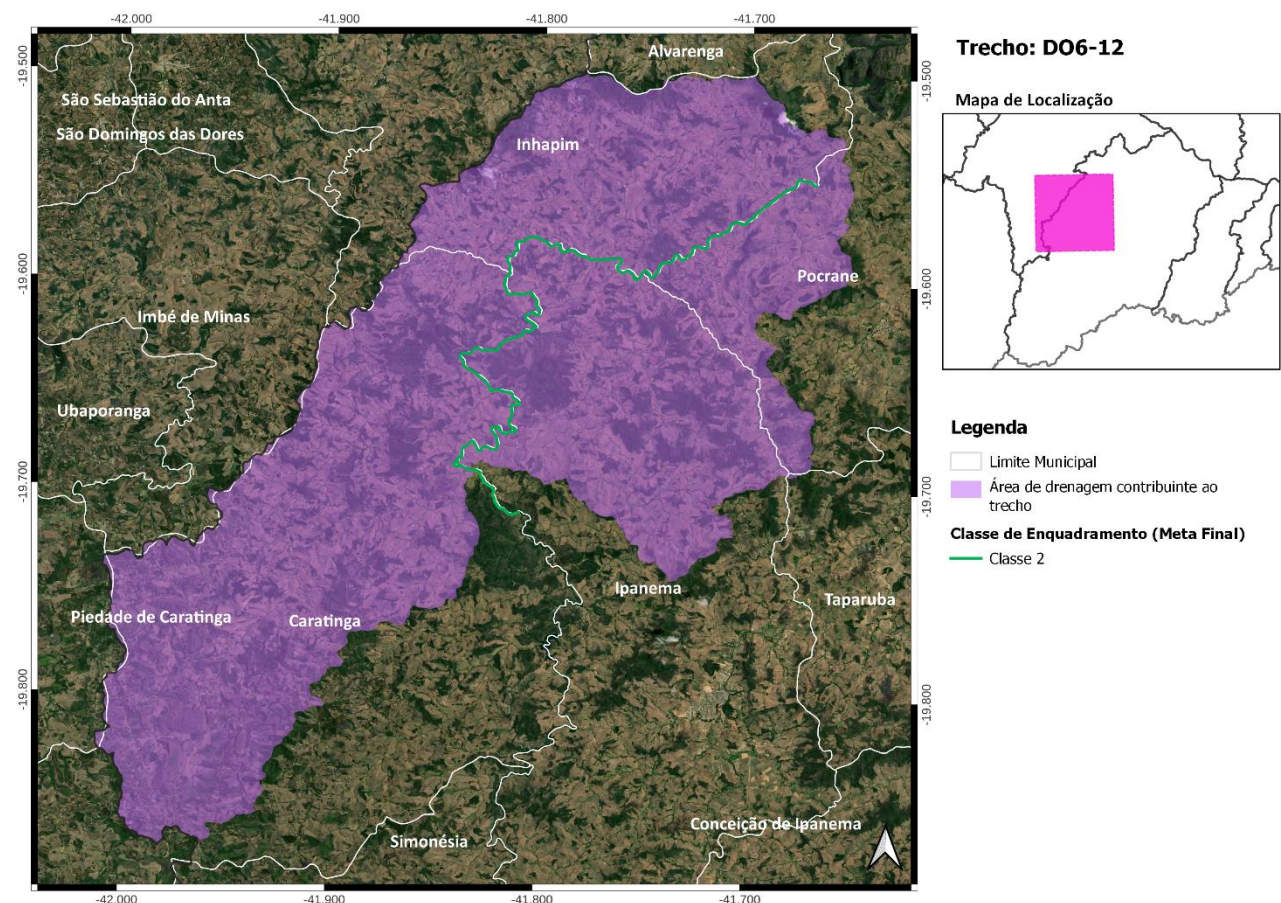 -42.000
-41.900
-41.800
-41.700
Trecho: DO6-12
Mapa de Localização
-19.500
-19.500
Alvarenga
São Sebastião do Anta
São Domingos das Dores
Inhapim
-19.600
-19.600
Pocrane
Imbé de Minas
Ubaporanga
Legenda
Limite Municipal
Área de drenagem contribuinte ao
trecho
Classe de Enquadramento (Meta Final)
Classe 2
-19.700
-19.700
Ipanema
Taparuba
Piedade de Caratinga
Caratinga
-19.800
-19.800
Simonésia
Conceição de Ipanema
-42.000
-41.900
-41.800
-41.700